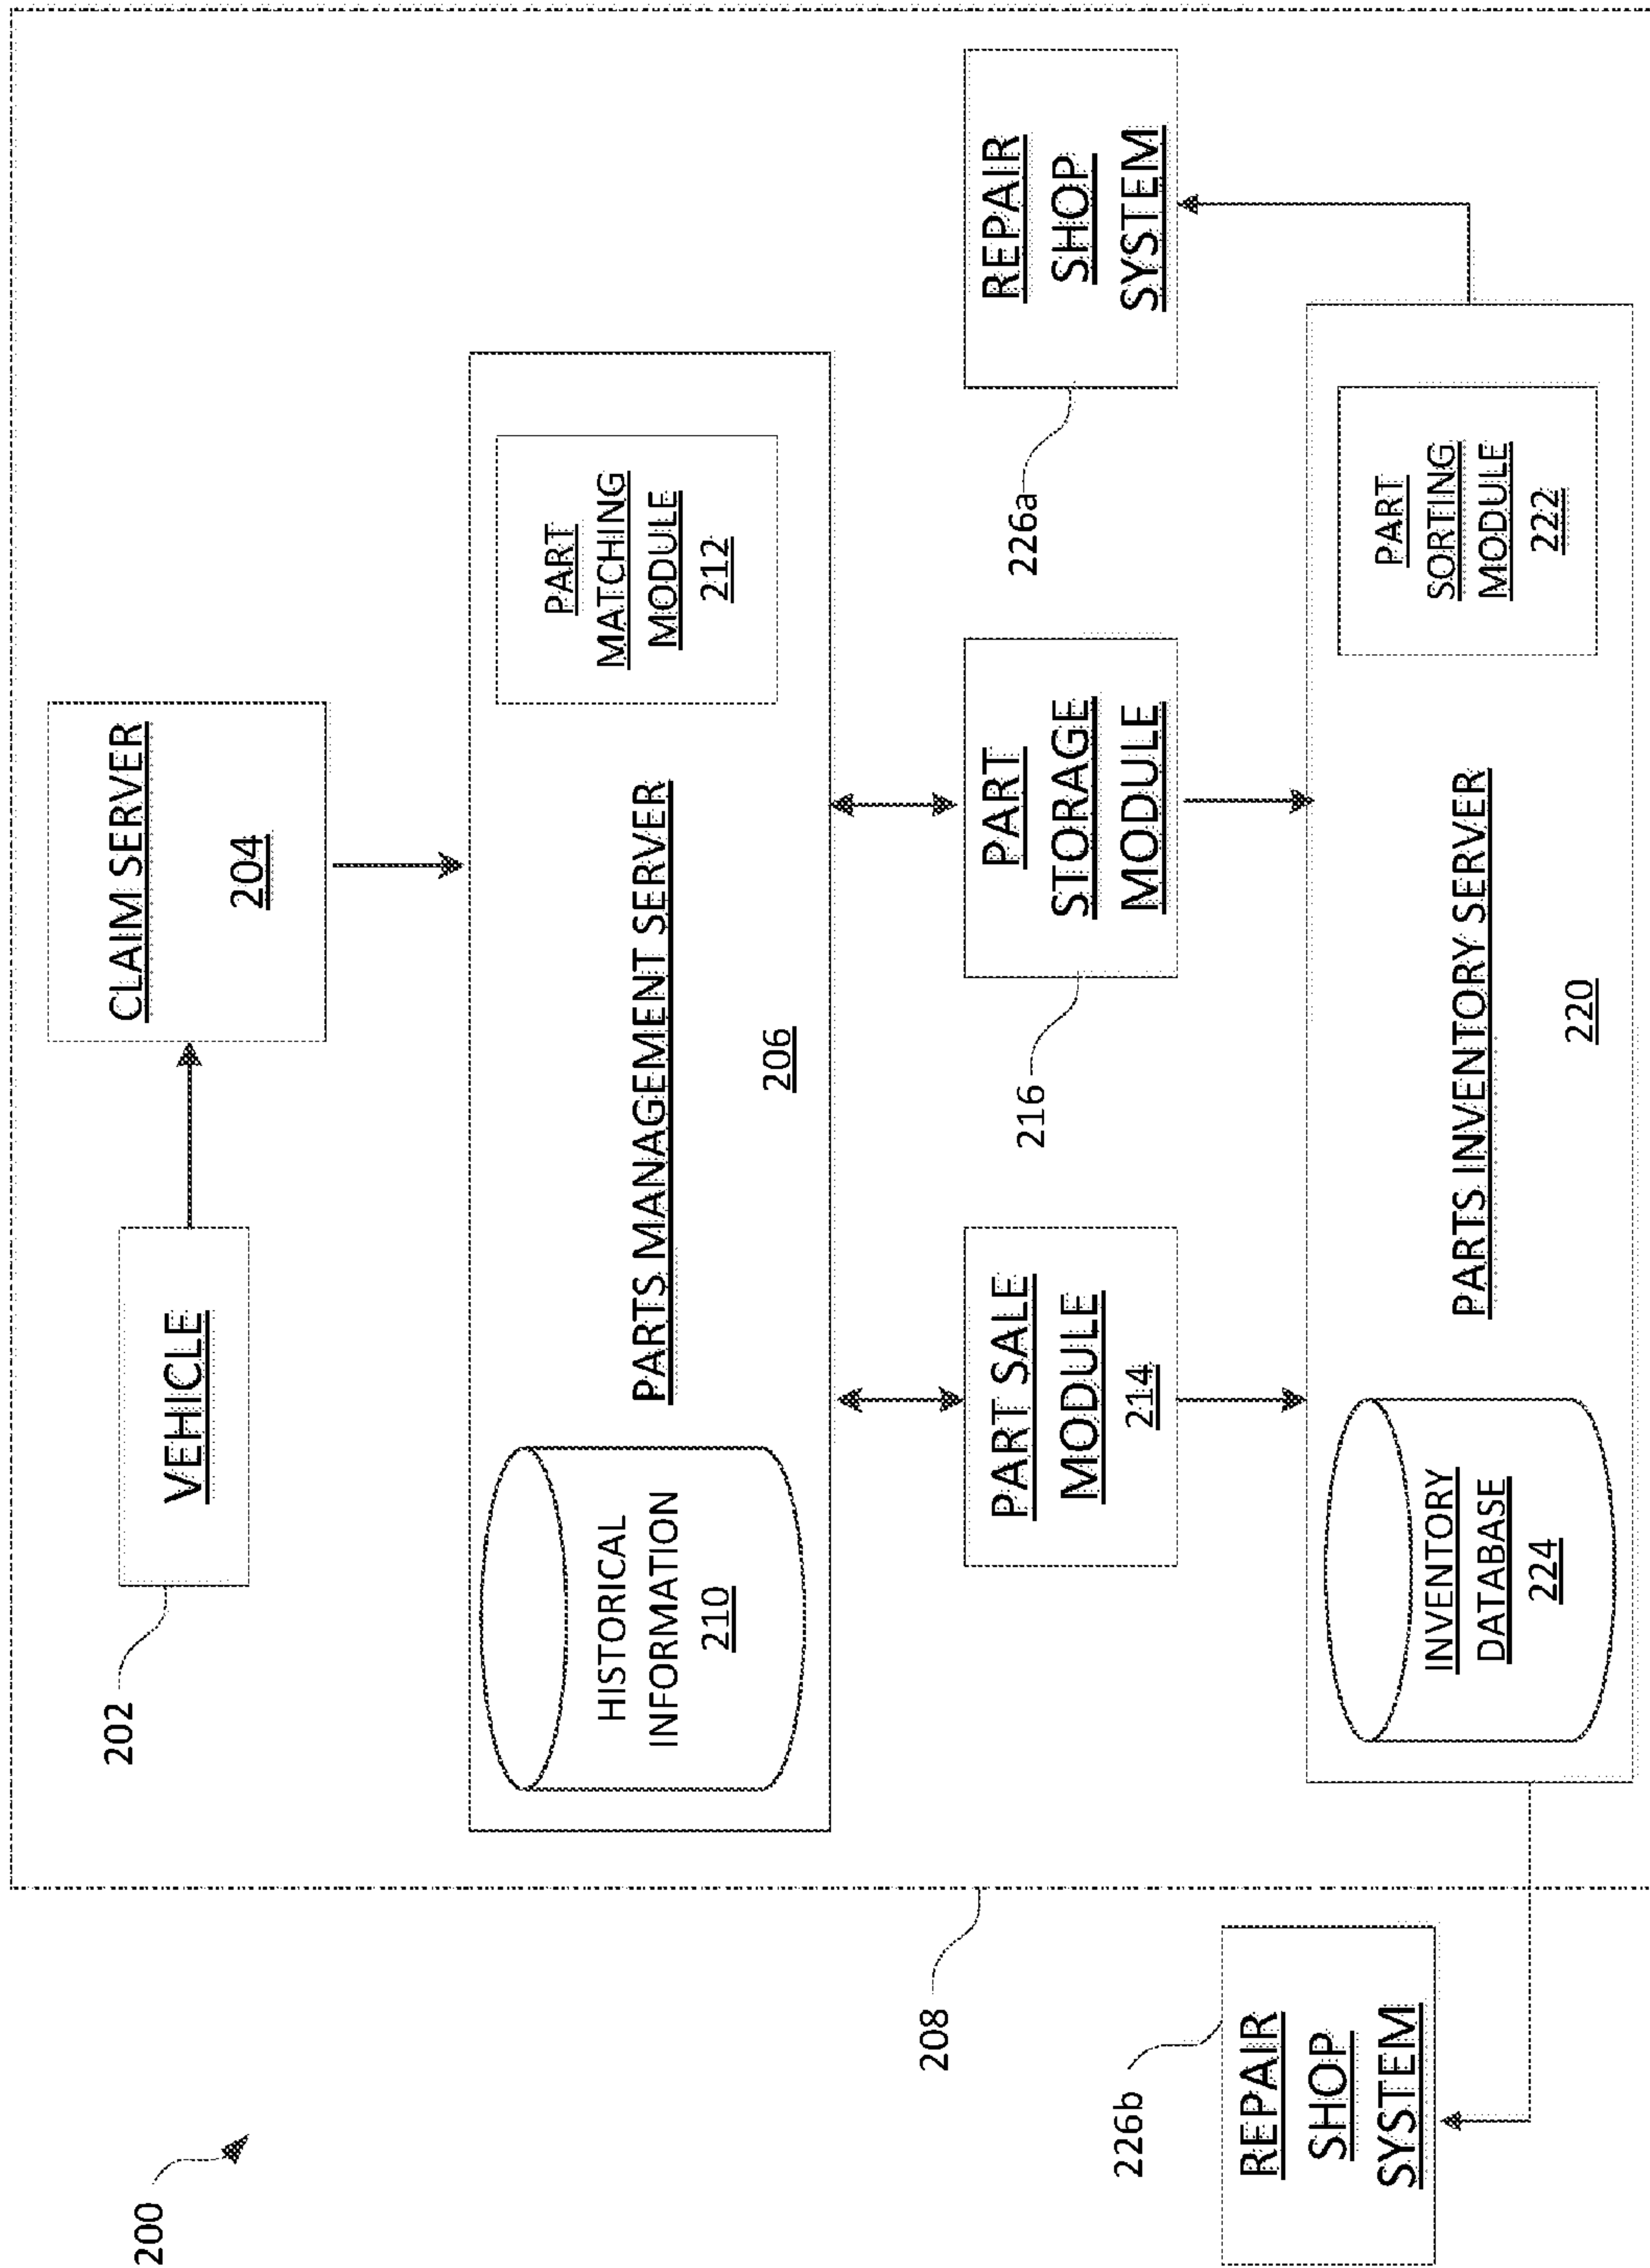 200
202
VEHICLE
CLAIM SERVER
204
HISTORICAL
INFORMATION
210
PARTS MANAGEMENT SERVER
206
PART
MATCHING
MODULE
212
208
PART SALE
MODULE
214
216
PART
STORAGE
MODULE
226a
REPAIR
SHOP
SYSTEM
226b
REPAIR
SHOP
SYSTEM
INVENTORY
DATABASE
224
PARTS INVENTORY SERVER
220
PART
SORTING
MODULE
222